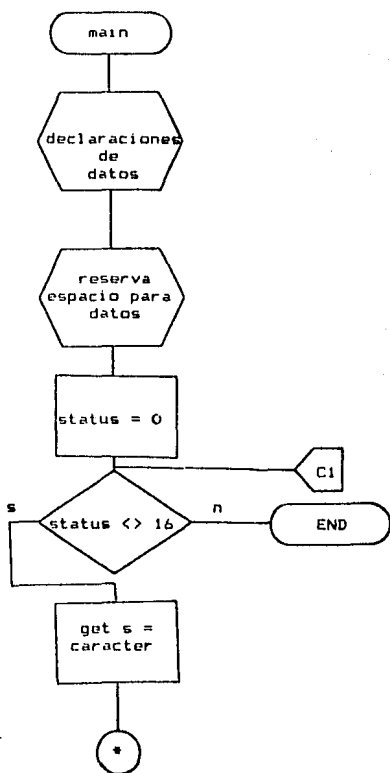 main
declaraciones
de
datos
reserva
espacio para
datos
status = 0
C1
s
status <> 16
n
END
get s =
caracter
*